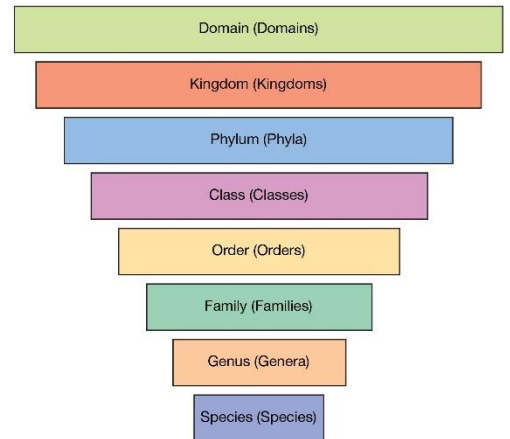 Domain (Domains)
Kingdom (Kingdoms)
Phylum (Phyla)
Class (Classes)
Order (Orders)
Family (Families)
Genus (Genera)
Species (Species)